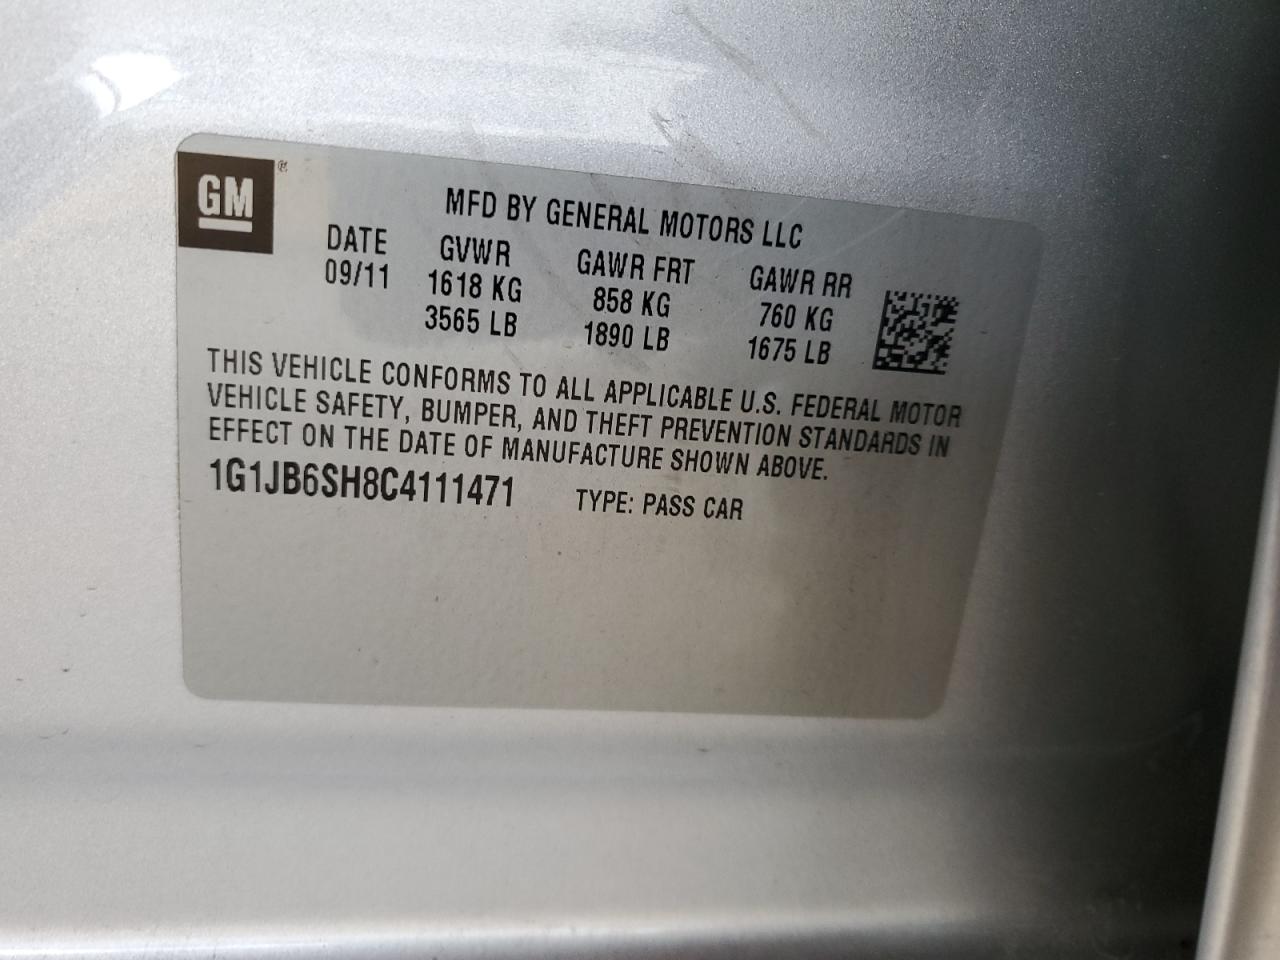 GM ®
MFD BY GENERAL MOTORS LLC
DATE GVWR GAWR FRT GAWR RR
09/11 1618 KG 858 KG 760 KG
3565 LB 1890 LB 1675 LB
THIS VEHICLE CONFORMS TO ALL APPLICABLE U.S. FEDERAL MOTOR
VEHICLE SAFETY, BUMPER, AND THEFT PREVENTION STANDARDS IN
EFFECT ON THE DATE OF MANUFACTURE SHOWN ABOVE.
1G1JB6SH8C4111471 TYPE: PASS CAR